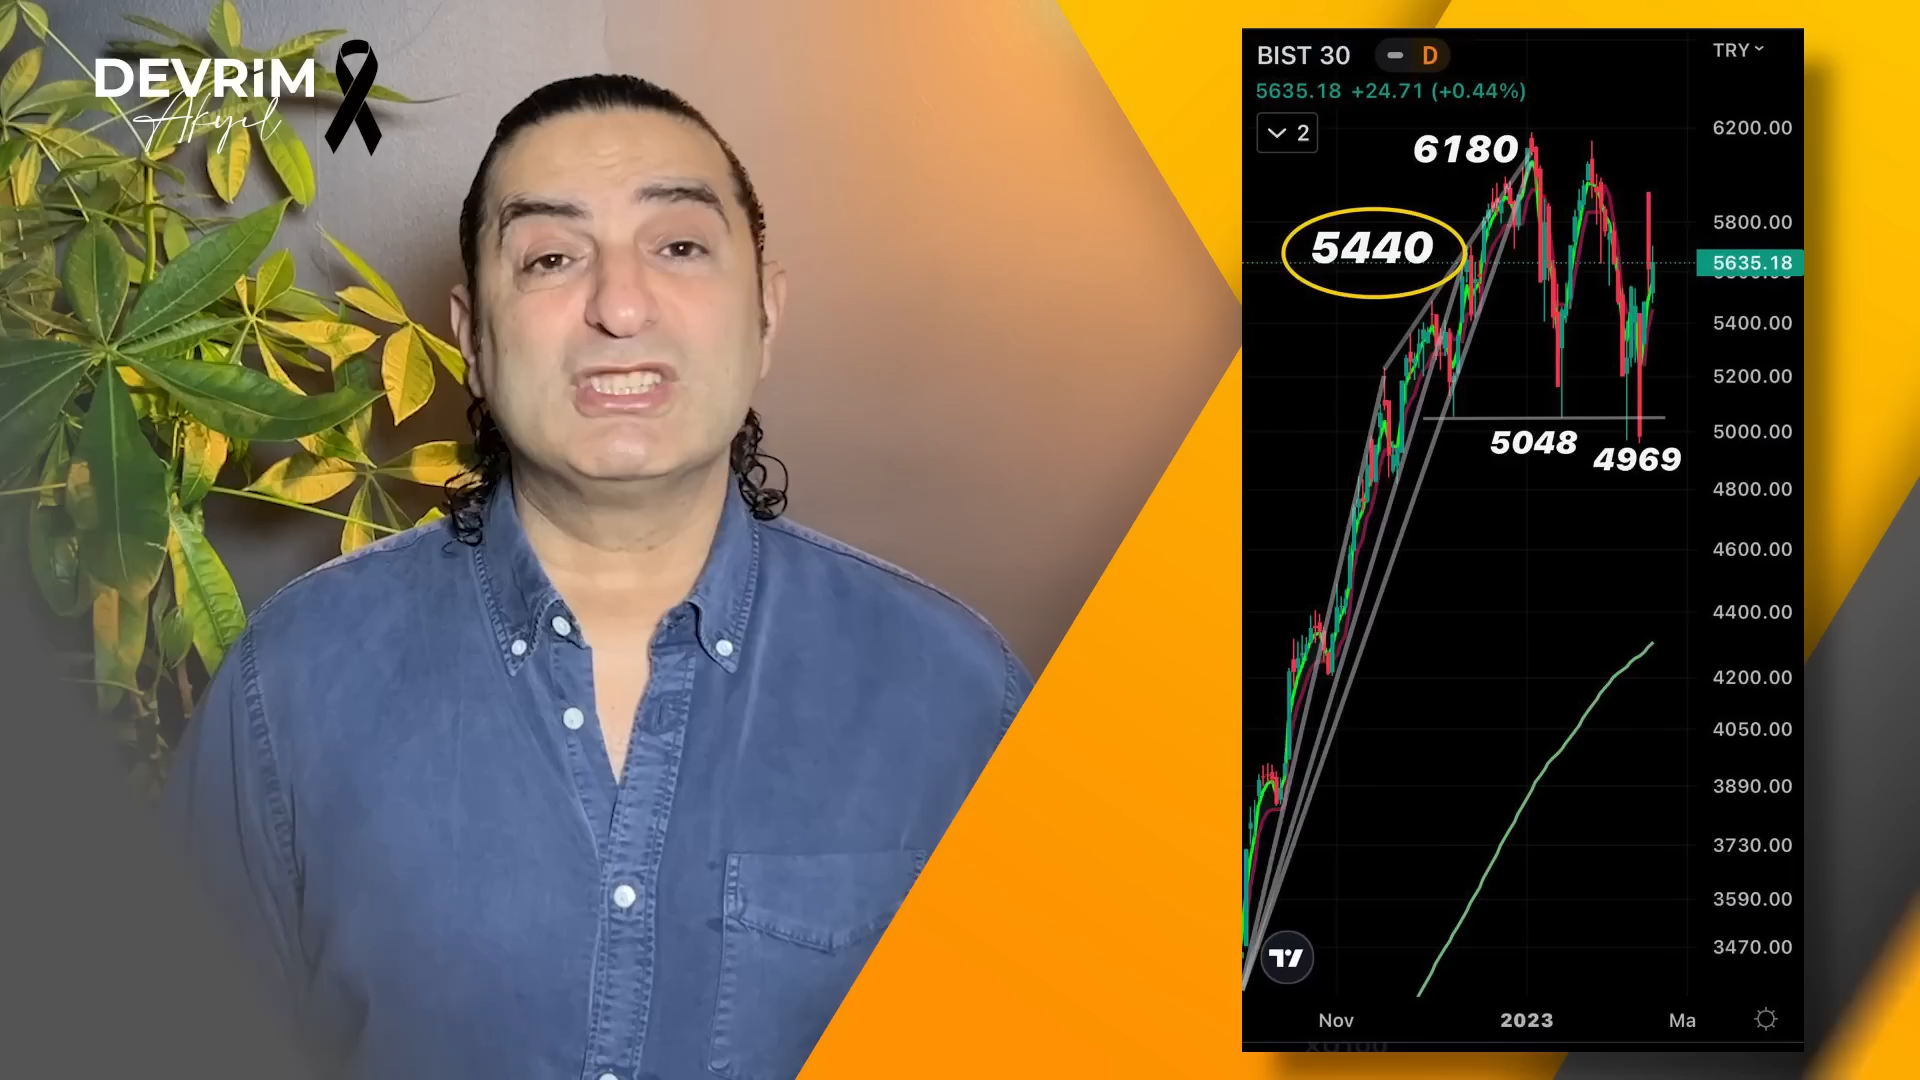 DEVRİM
Akyıl
BIST 30
D
TRY
5635.18 +24.71 (+0.44%)
2
6180
5440
5048
4969
6200.00
5800.00
5635.18
5400.00
5200.00
5000.00
4800.00
4600.00
4400.00
4200.00
4050.00
3890.00
3730.00
3590.00
3470.00
Nov
2023
Ma